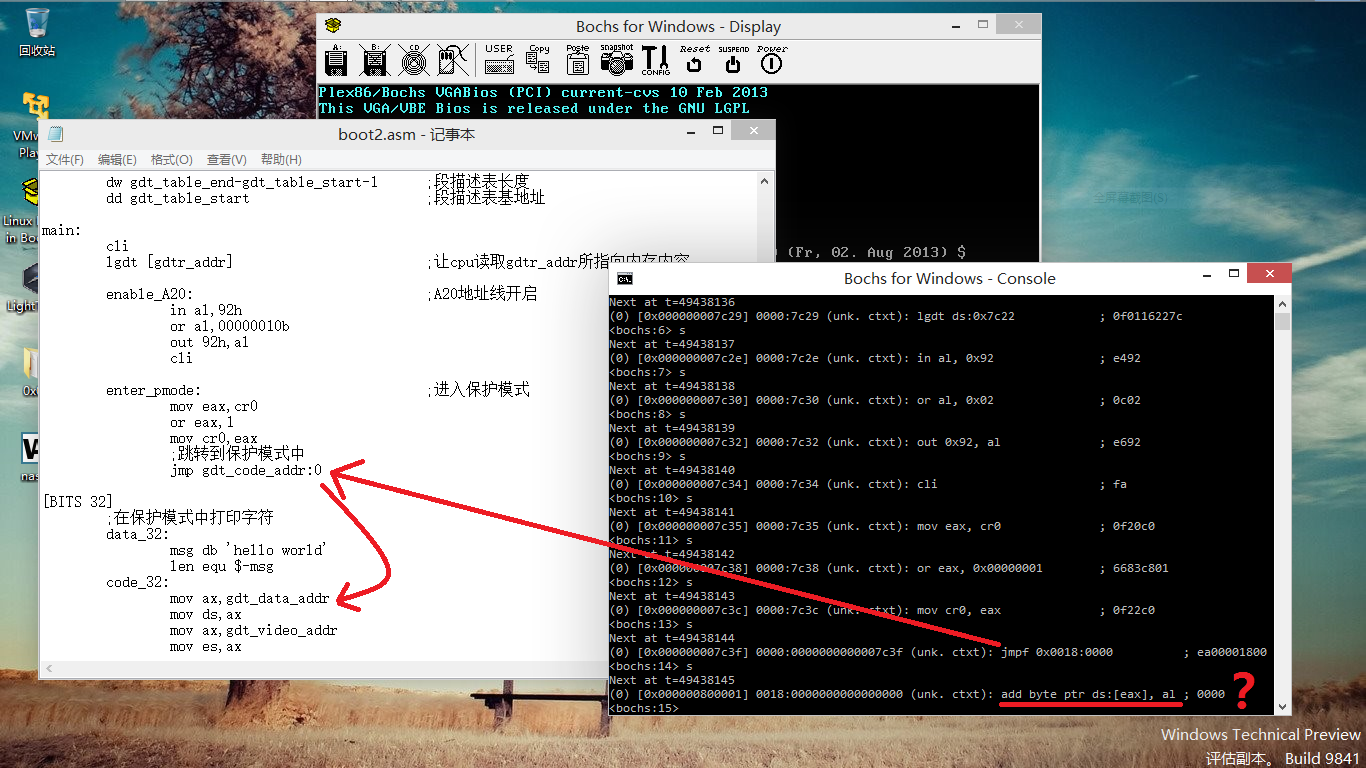 回收站
VMw
Play
Linux
in Boc
LightT
0x
nas
Bochs for Windows - Display
A:
B:
CD
USER
Copy
Paste
snapshot
CONFIG
Reset
SUSPEND
Power
Plex86/Bochs VGABios (PCI) current-cvs 10 Feb 2013
This VGA/VBE Bios is released under the GNU LGPL
(Fr, 02. Aug 2013) $
boot2.asm - 记事本
文件(F) 编辑(E) 格式(O) 查看(V) 帮助(H)
dw gdt_table_end-gdt_table_start-1 ;段描述表长度
dd gdt_table_start ;段描述表基地址
main:
cli
lgdt [gdtr_addr] ;让cpu读取gdtr_addr所指向内存内容
enable_A20: ;A20地址线开启
in al,92h
or al,00000010b
out 92h,al
cli
enter_pmode: ;进入保护模式
mov eax,cr0
or eax,1
mov cr0,eax
;跳转到保护模式中
jmp gdt_code_addr:0
[BITS 32]
;在保护模式中打印字符
data_32:
msg db 'hello world'
len equ $-msg
code_32:
mov ax,gdt_data_addr
mov ds,ax
mov ax,gdt_video_addr
mov es,ax
Bochs for Windows - Console
Next at t=49438136
(0) [0x000000007c29] 0000:7c29 (unk. ctxt): lgdt ds:0x7c22 ; 0f0116227c
<bochs:6> s
Next at t=49438137
(0) [0x000000007c2e] 0000:7c2e (unk. ctxt): in al, 0x92 ; e492
<bochs:7> s
Next at t=49438138
(0) [0x000000007c30] 0000:7c30 (unk. ctxt): or al, 0x02 ; 0c02
<bochs:8> s
Next at t=49438139
(0) [0x000000007c32] 0000:7c32 (unk. ctxt): out 0x92, al ; e692
<bochs:9> s
Next at t=49438140
(0) [0x000000007c34] 0000:7c34 (unk. ctxt): cli ; fa
<bochs:10> s
Next at t=49438141
(0) [0x000000007c35] 0000:7c35 (unk. ctxt): mov eax, cr0 ; 0f20c0
<bochs:11> s
Next at t=49438142
(0) [0x000000007c38] 0000:7c38 (unk. ctxt): or eax, 0x00000001 ; 6683c801
<bochs:12> s
Next at t=49438143
(0) [0x000000007c3c] 0000:7c3c (unk. ctxt): mov cr0, eax ; 0f22c0
<bochs:13> s
Next at t=49438144
(0) [0x000000007c3f] 0000:0000000000007c3f (unk. ctxt): jmpf 0x0018:0000 ; ea00001800
<bochs:14> s
Next at t=49438145
(0) [0x000000800001] 0018:0000000000000000 (unk. ctxt): add byte ptr ds:[eax], al ; 0000 ?
<bochs:15>
Windows Technical Preview
评估副本。 Build 9841